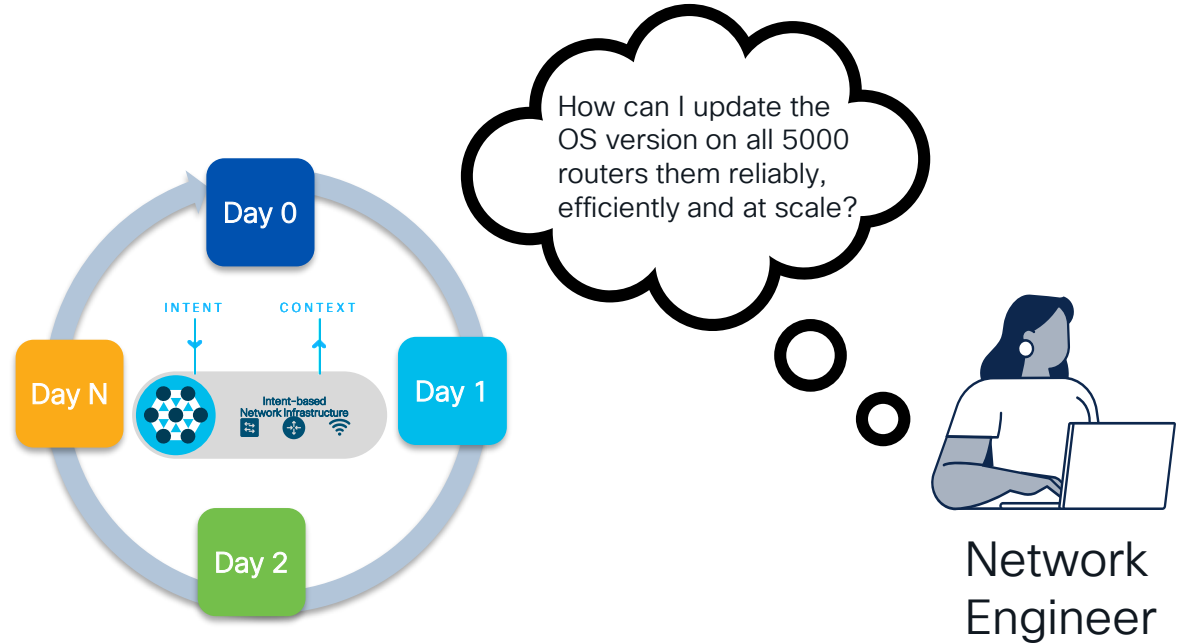 How can I update the
OS version on all 5000
routers them reliably,
efficiently and at scale?
Day 0
INTENT
CONTEXT
Day N
Intent-based
Network Infrastructure
Day 1
Day 2
Network
Engineer